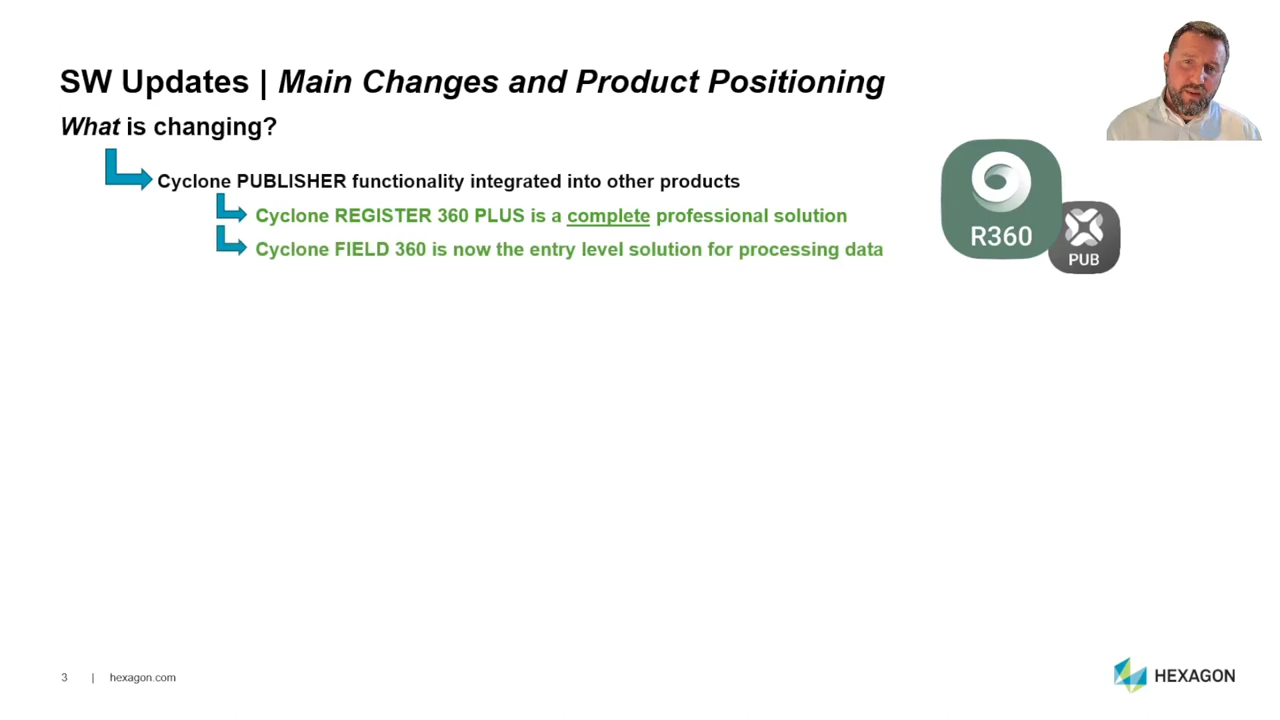 SW Updates | Main Changes and Product Positioning
What is changing?
Cyclone PUBLISHER functionality integrated into other products
Cyclone REGISTER 360 PLUS is a complete professional solution
Cyclone FIELD 360 is now the entry level solution for processing data
R360
PUB
3 | hexagon.com
HEXAGON